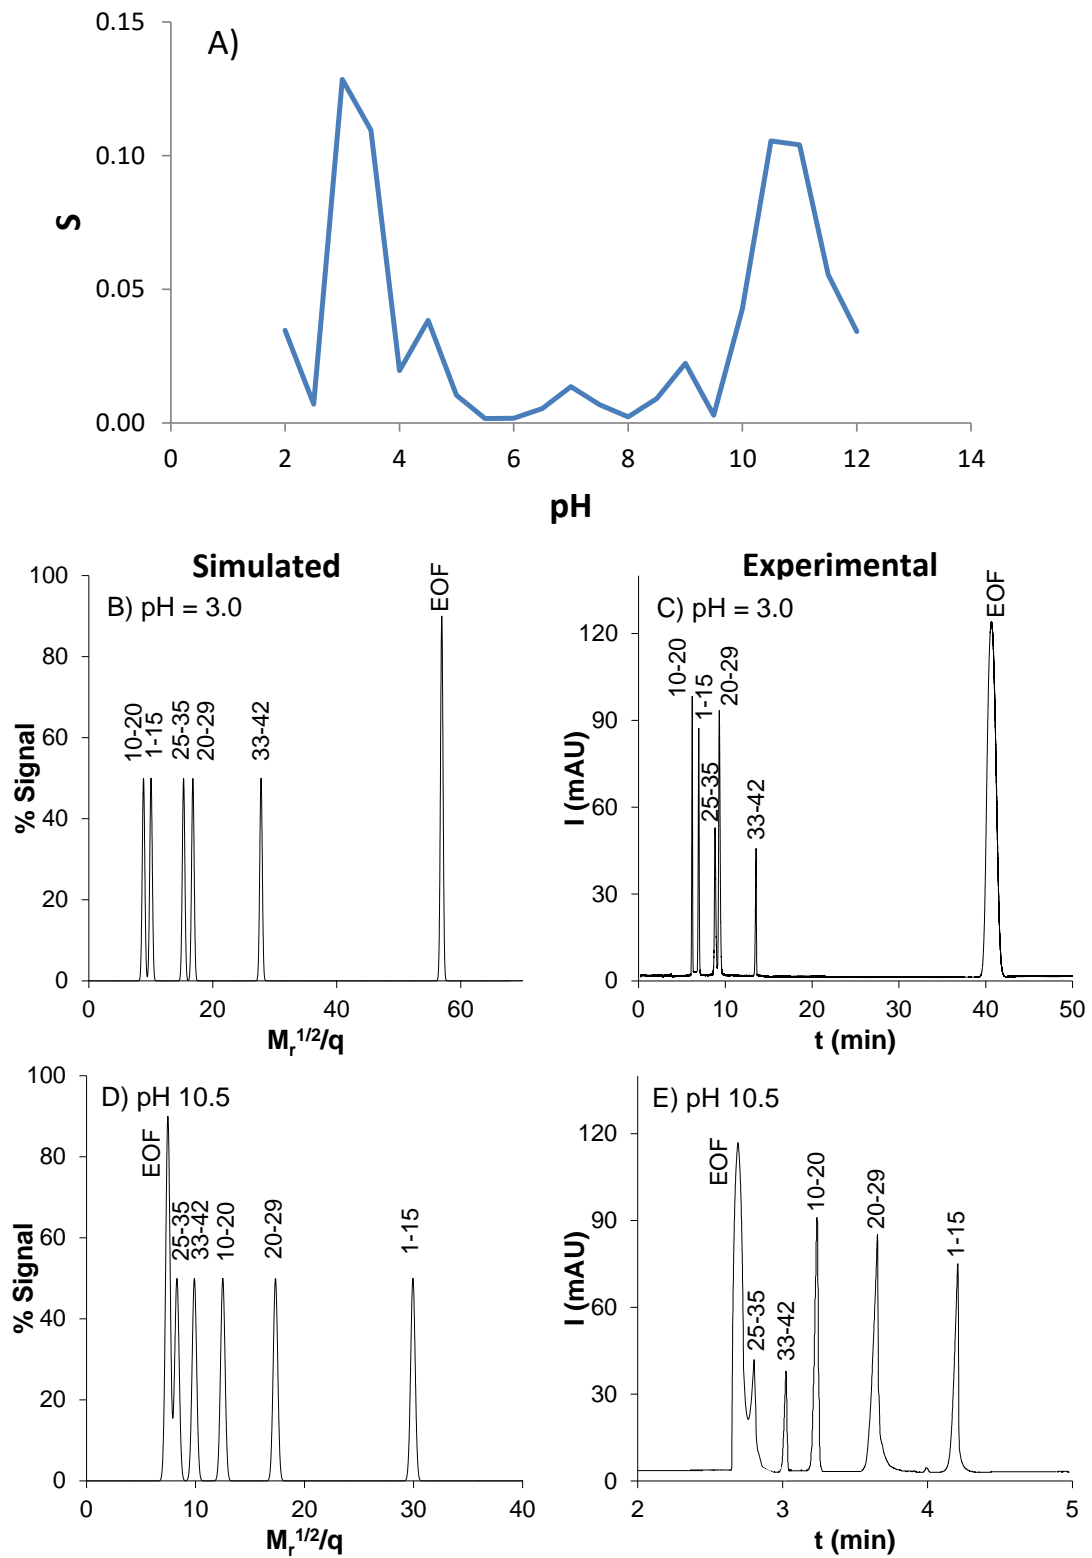 A)
0.15
0.10
0.05
0.00
S
0 2 4 6 8 10 12 14
pH
Simulated
B) pH = 3.0
100
80
60
40
20
0
% Signal
10-20
1-15
25-35
20-29
33-42
EOF
0 20 40 60
Mr1/2/q
Experimental
C) pH = 3.0
120
90
60
30
0
I (mAU)
10-20
1-15
25-35
20-29
33-42
EOF
0 10 20 30 40 50
t (min)
D) pH 10.5
100
80
60
40
20
0
% Signal
EOF
25-35
33-42
10-20
20-29
1-15
0 10 20 30 40
Mr1/2/q
E) pH 10.5
120
90
60
30
0
I (mAU)
EOF
25-35
33-42
10-20
20-29
1-15
2 3 4 5
t (min)